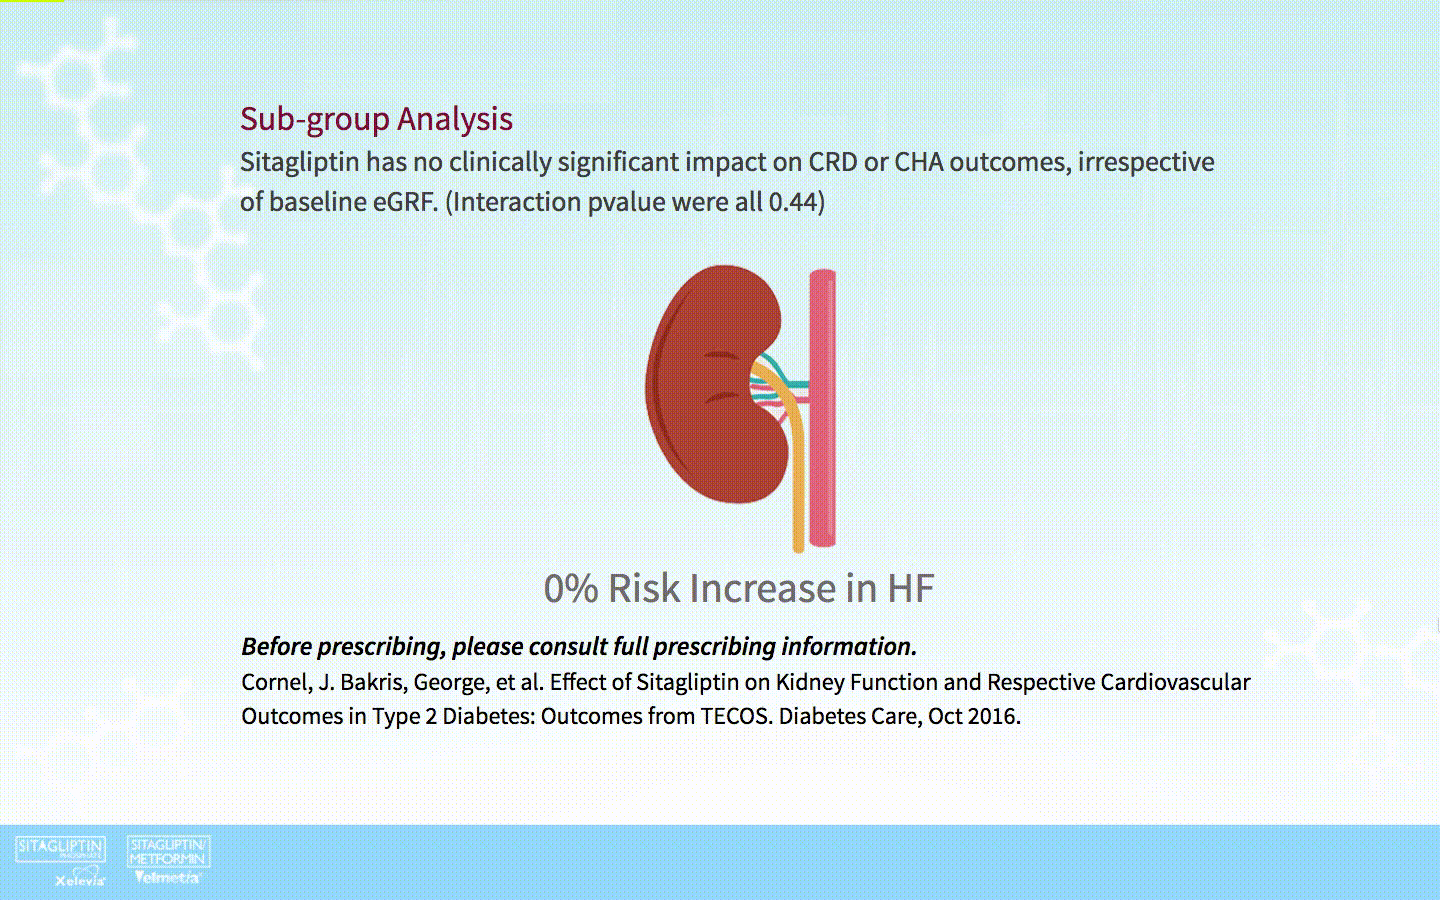 Sub-group Analysis
Sitagliptin has no clinically significant impact on CRD or CHA outcomes, irrespective
of baseline eGRF. (Interaction pvalue were all 0.44)
0% Risk Increase in HF
Before prescribing, please consult full prescribing information.
Cornel, J. Bakris, George, et al. Effect of Sitagliptin on Kidney Function and Respective Cardiovascular
Outcomes in Type 2 Diabetes: Outcomes from TECOS. Diabetes Care, Oct 2016.
SITAGLIPTIN
PHOSPHATE
Xelevia
SITAGLIPTIN/
METFORMIN
Velmetia